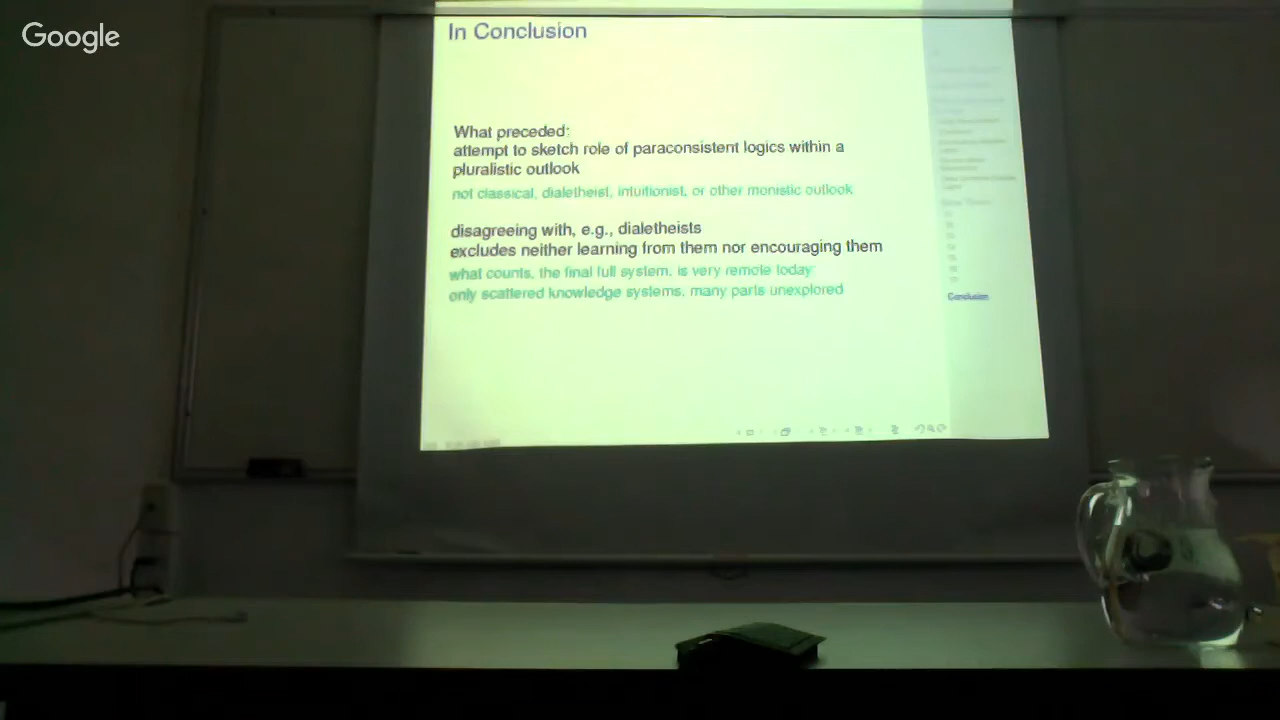 Google
In Conclusion
What preceded:
attempt to sketch role of paraconsistent logics within a
pluralistic outlook
not classical, dialetheist, intuitionist, or other monistic outlook
disagreeing with, e.g., dialetheists
excludes neither learning from them nor encouraging them
what counts, the final full system, is very remote today
only scattered knowledge systems, many parts unexplored
Conclusion